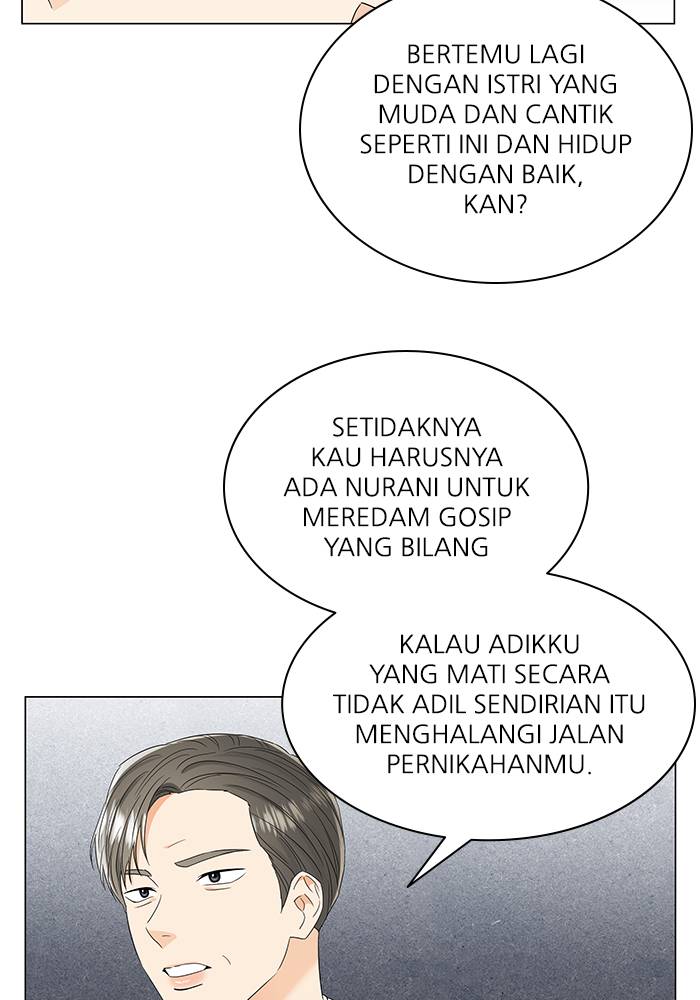 BERTEMU LAGI
DENGAN ISTRI YANG
MUDA DAN CANTIK
SEPERTI INI DAN HIDUP
DENGAN BAIK,
KAN?
SETIDAKNYA
KAU HARUSNYA
ADA NURANI UNTUK
MEREDAM GOSIP
YANG BILANG
KALAU ADIKKU
YANG MATI SECARA
TIDAK ADIL SENDIRIAN ITU
MENGHALANGI JALAN
PERNIKAHANMU.